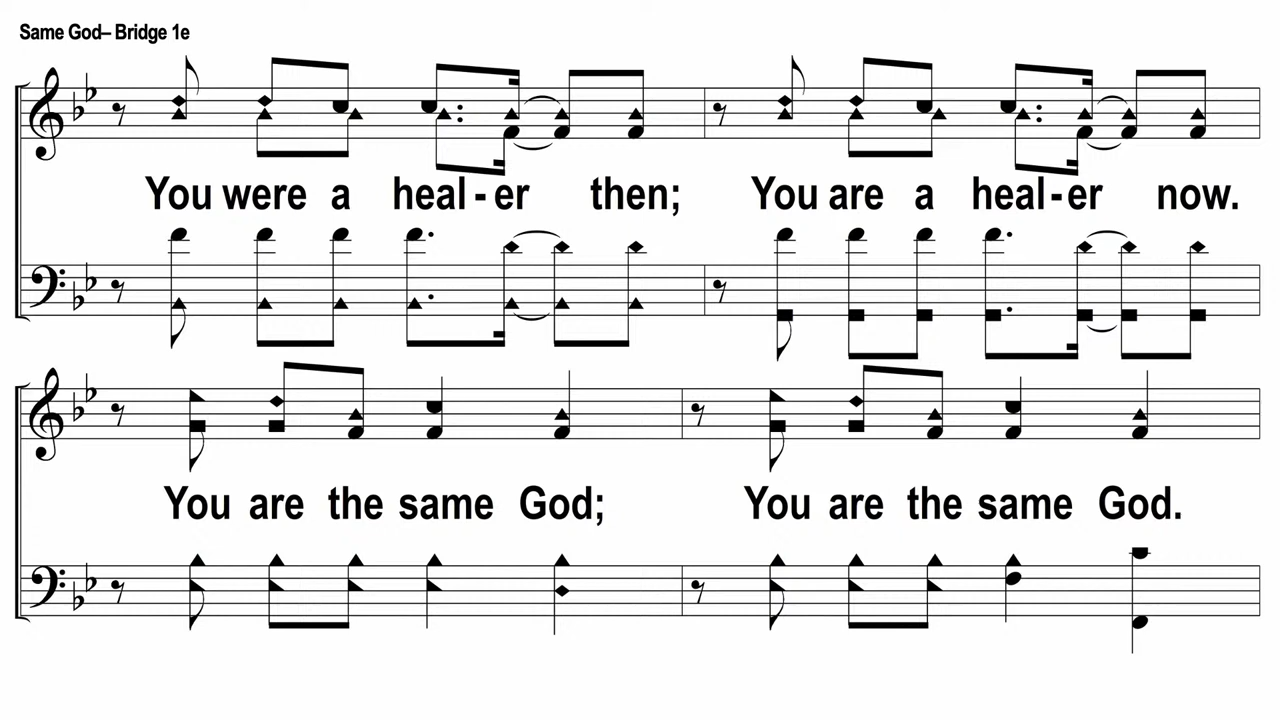 Same God– Bridge 1e
You were a heal - er then; You are a heal - er now.
You are the same God; You are the same God.